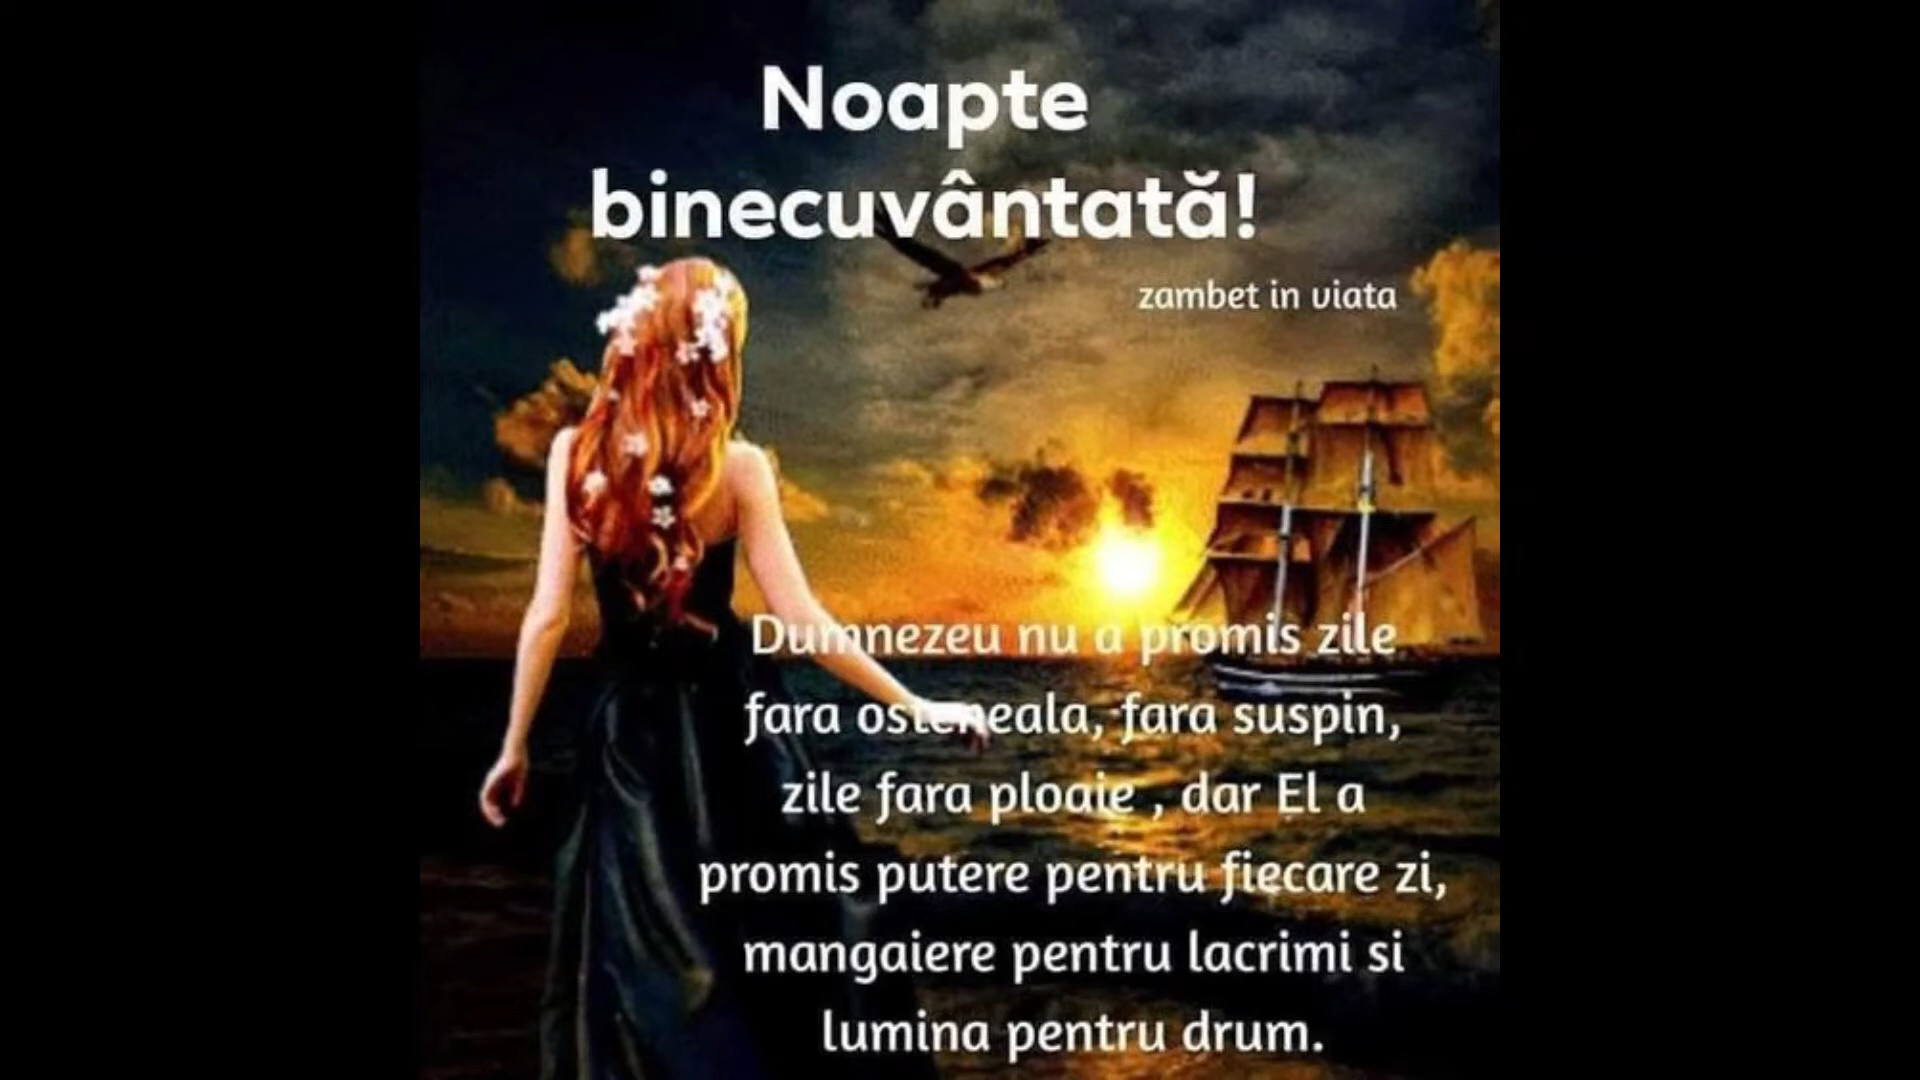 Noapte
binecuvântată!
zambet in viata
Dumnezeu nu a promis zile
fara osteneala, fara suspin,
zile fara ploaie , dar El a
promis putere pentru fiecare zi,
mangaiere pentru lacrimi si
lumina pentru drum.